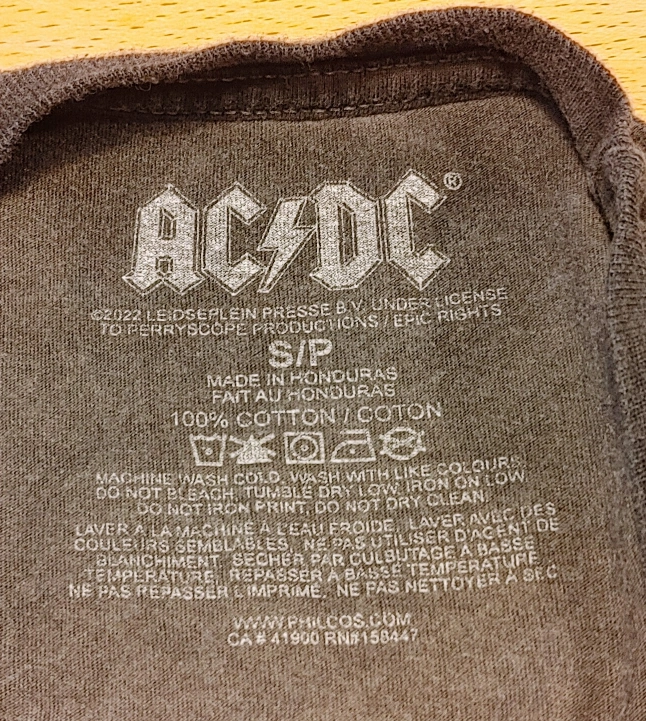 AC⚡DC®
©2022 LEIDSEPLEIN PRESSE B.V. UNDER LICENSE
TO PERRYSCOPE PRODUCTIONS / EPIC RIGHTS
S/P
MADE IN HONDURAS
FAIT AU HONDURAS
100% COTTON / COTON
MACHINE WASH COLD, WASH WITH LIKE COLOURS,
DO NOT BLEACH, TUMBLE DRY LOW, IRON ON LOW
DO NOT IRON PRINT, DO NOT DRY CLEAN.
LAVER À LA MACHINE À L'EAU FROIDE, LAVER AVEC DES
COULEURS SEMBLABLES, NE PAS UTILISER D'AGENT DE
BLANCHIMENT, SÉCHER PAR CULBUTAGE À BASSE
TEMPÉRATURE, REPASSER À BASSE TEMPÉRATURE
NE PAS REPASSER L'IMPRIMÉ, NE PAS NETTOYER À SEC
WWW.PHILCOS.COM
CA # 41900 RN#158447